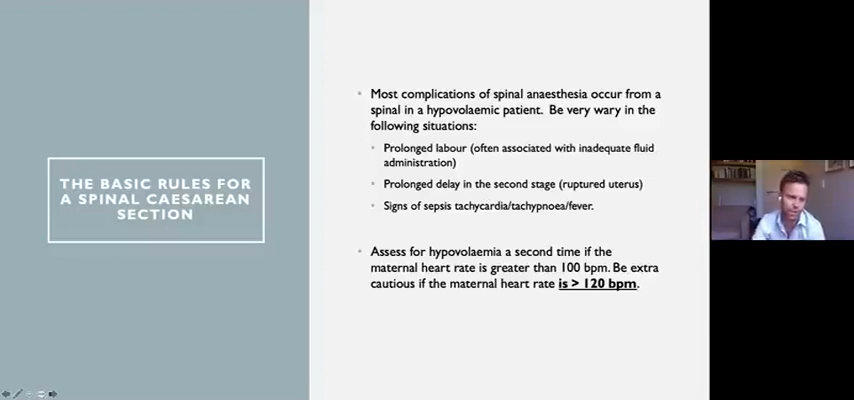 THE BASIC RULES FOR
A SPINAL CAESAREAN
SECTION
Most complications of spinal anaesthesia occur from a
spinal in a hypovolaemic patient. Be very wary in the
following situations:
Prolonged labour (often associated with inadequate fluid
administration)
Prolonged delay in the second stage (ruptured uterus)
Signs of sepsis tachycardia/tachypnoea/fever.
Assess for hypovolaemia a second time if the
maternal heart rate is greater than 100 bpm. Be extra
cautious if the maternal heart rate is > 120 bpm.